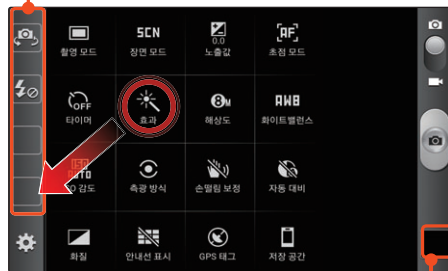 촬영 모드
SCN
장면 모드
0.0
노출값
AF
초점 모드
OFF
타이머
효과
8M
해상도
AWB
화이트밸런스
ISO
AUTO
감도
측광 방식
손떨림 보정
자동 대비
화질
안내선 표시
GPS 태그
저장 공간